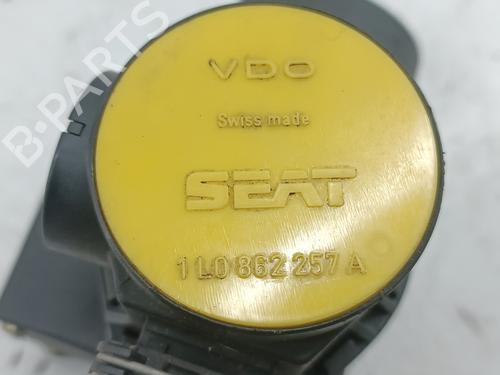 B-PARTS
VDO
Swiss made
SEAT
1L0 862 257 A